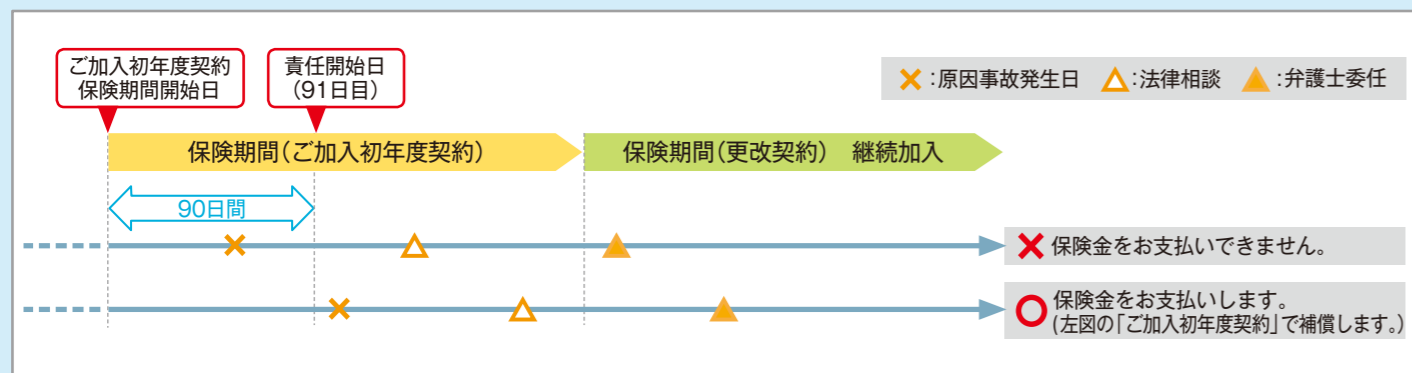 ご加入初年度契約
保険期間開始日
責任開始日
(91日目)
×:原因事故発生日 △:法律相談 ▲:弁護士委任
保険期間(ご加入初年度契約)
保険期間(更改契約) 継続加入
90日間
×保険金をお支払いできません。
○保険金をお支払いします。
(左図の「ご加入初年度契約」で補償します。)